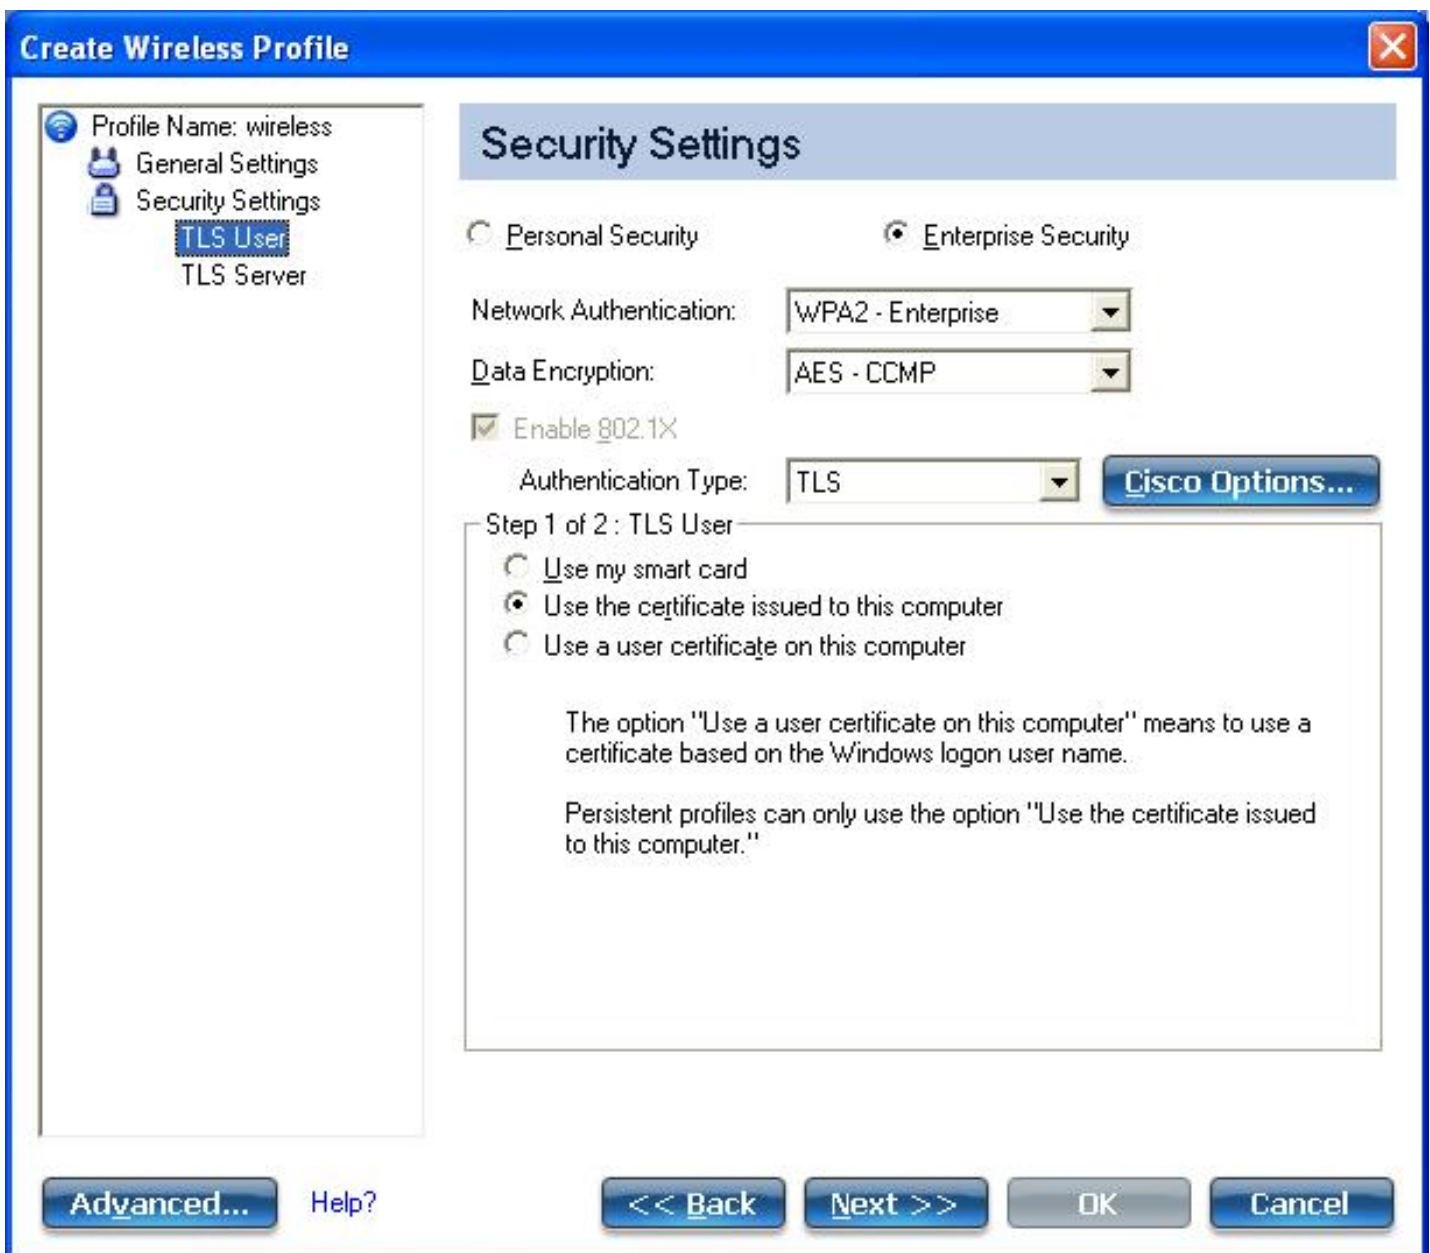 Create Wireless Profile
Profile Name: wireless
General Settings
Security Settings
TLS User
TLS Server
Security Settings
Personal Security
Enterprise Security
Network Authentication:
WPA2 - Enterprise
Data Encryption:
AES - CCMP
Enable 802.1X
Authentication Type:
TLS
Cisco Options...
Step 1 of 2 : TLS User
Use my smart card
Use the certificate issued to this computer
Use a user certificate on this computer
The option "Use a user certificate on this computer" means to use a
certificate based on the Windows logon user name.
Persistent profiles can only use the option "Use the certificate issued
to this computer."
Advanced...
Help?
<< Back
Next >>
OK
Cancel